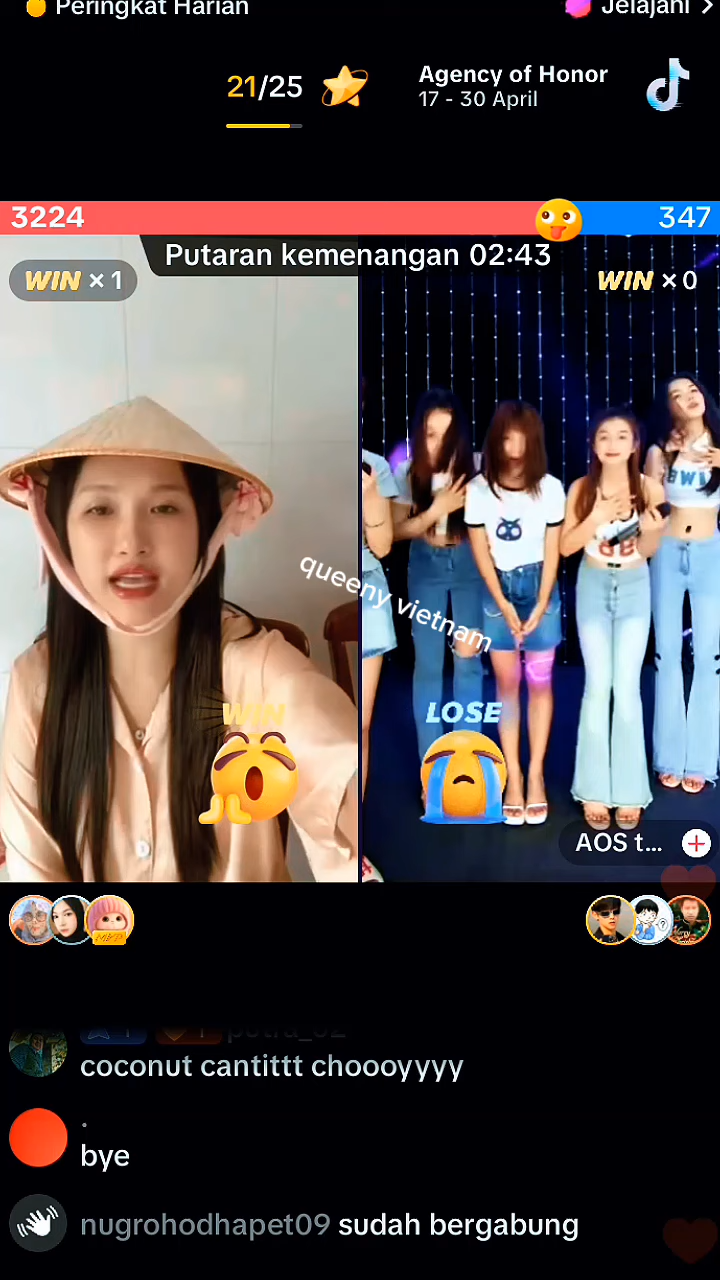 Peringkat Harian
Jelajahi
21/25
Agency of Honor
17 - 30 April
3224
347
Putaran kemenangan 02:43
WIN × 1
WIN × 0
queeny vietnam
WIN
LOSE
AOS t...
coconut cantittt choooyyyy
.
bye
nugrohodhapet09 sudah bergabung